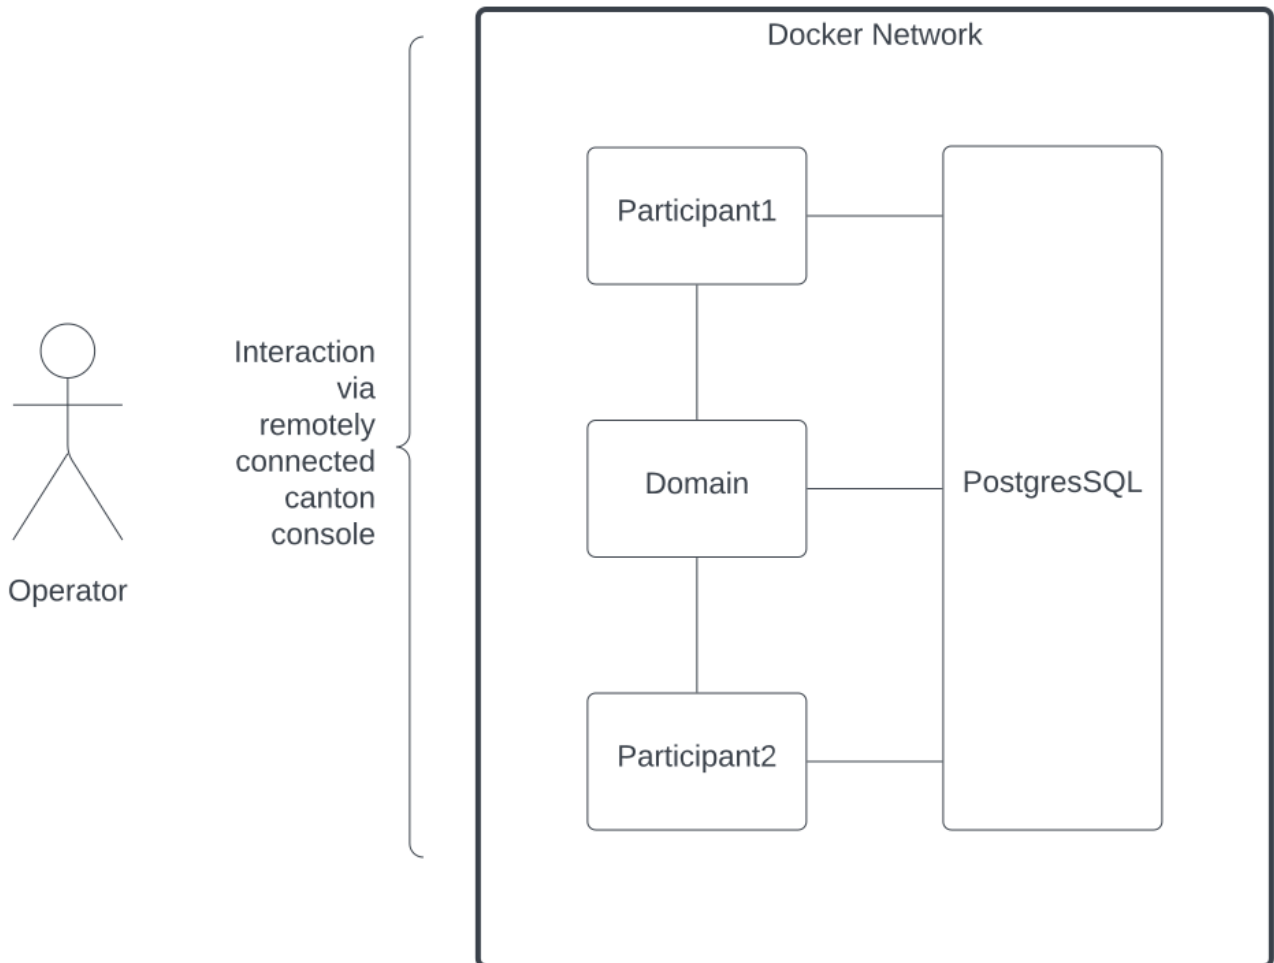 Docker Network
Participant1
Interaction
via
remotely
connected
canton
console
Domain
PostgresSQL
Operator
Participant2